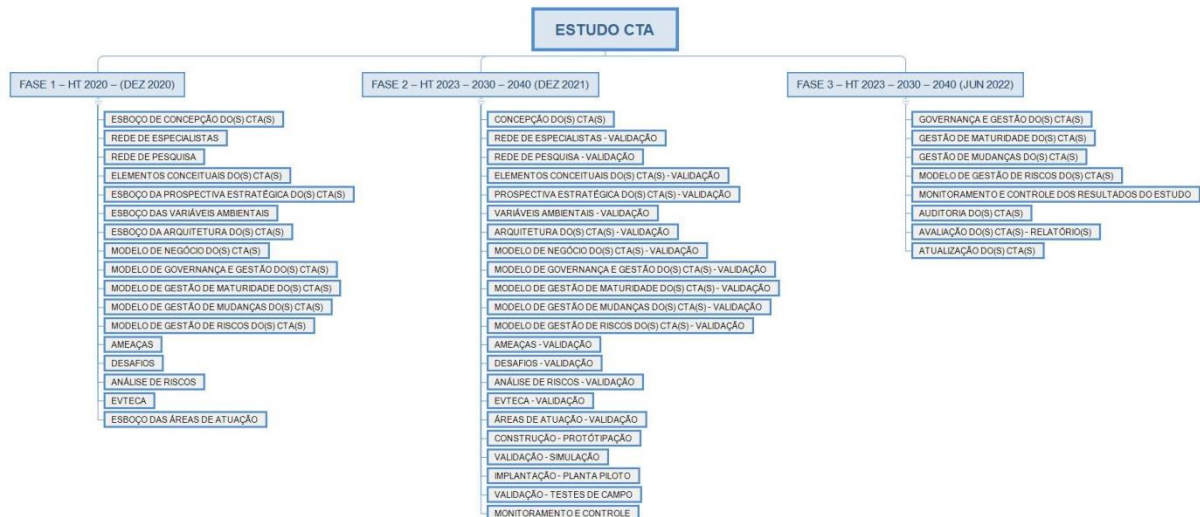 ESTUDO CTA
FASE 1 – HT 2020 – (DEZ 2020)
ESBOÇO DE CONCEPÇÃO DO(S) CTA(S)
REDE DE ESPECIALISTAS
REDE DE PESQUISA
ELEMENTOS CONCEITUAIS DO(S) CTA(S)
ESBOÇO DA PROSPECTIVA ESTRATÉGICA DO(S) CTA(S)
ESBOÇO DAS VARIÁVEIS AMBIENTAIS
ESBOÇO DA ARQUITETURA DO(S) CTA(S)
MODELO DE NEGÓCIO DO(S) CTA(S)
MODELO DE GOVERNANÇA E GESTÃO DO(S) CTA(S)
MODELO DE GESTÃO DE MATURIDADE DO(S) CTA(S)
MODELO DE GESTÃO DE MUDANÇAS DO(S) CTA(S)
MODELO DE GESTÃO DE RISCOS DO(S) CTA(S)
AMEAÇAS
DESAFIOS
ANÁLISE DE RISCOS
EVTECA
ESBOÇO DAS ÁREAS DE ATUAÇÃO
FASE 2 – HT 2023 – 2030 – 2040 (DEZ 2021)
CONCEPÇÃO DO(S) CTA(S)
REDE DE ESPECIALISTAS - VALIDAÇÃO
REDE DE PESQUISA - VALIDAÇÃO
ELEMENTOS CONCEITUAIS DO(S) CTA(S) - VALIDAÇÃO
PROSPECTIVA ESTRATÉGICA DO(S) CTA(S) - VALIDAÇÃO
VARIÁVEIS AMBIENTAIS - VALIDAÇÃO
ARQUITETURA DO(S) CTA(S) - VALIDAÇÃO
MODELO DE NEGÓCIO DO(S) CTA(S) - VALIDAÇÃO
MODELO DE GOVERNANÇA E GESTÃO DO(S) CTA(S) - VALIDAÇÃO
MODELO DE GESTÃO DE MATURIDADE DO(S) CTA(S) - VALIDAÇÃO
MODELO DE GESTÃO DE MUDANÇAS DO(S) CTA(S) - VALIDAÇÃO
MODELO DE GESTÃO DE RISCOS DO(S) CTA(S) - VALIDAÇÃO
AMEAÇAS - VALIDAÇÃO
DESAFIOS - VALIDAÇÃO
ANÁLISE DE RISCOS - VALIDAÇÃO
EVTECA - VALIDAÇÃO
ÁREAS DE ATUAÇÃO - VALIDAÇÃO
CONSTRUÇÃO - PROTÓTIPAÇÃO
VALIDAÇÃO - SIMULAÇÃO
IMPLANTAÇÃO - PLANTA PILOTO
VALIDAÇÃO - TESTES DE CAMPO
MONITORAMENTO E CONTROLE
FASE 3 – HT 2023 – 2030 – 2040 (JUN 2022)
GOVERNANÇA E GESTÃO DO(S) CTA(S)
GESTÃO DE MATURIDADE DO(S) CTA(S)
GESTÃO DE MUDANÇAS DO(S) CTA(S)
MODELO DE GESTÃO DE RISCOS DO(S) CTA(S)
MONITORAMENTO E CONTROLE DOS RESULTADOS DO ESTUDO
AUDITORIA DO(S) CTA(S)
AVALIAÇÃO DO(S) CTA(S) - RELATÓRIO(S)
ATUALIZAÇÃO DO(S) CTA(S)